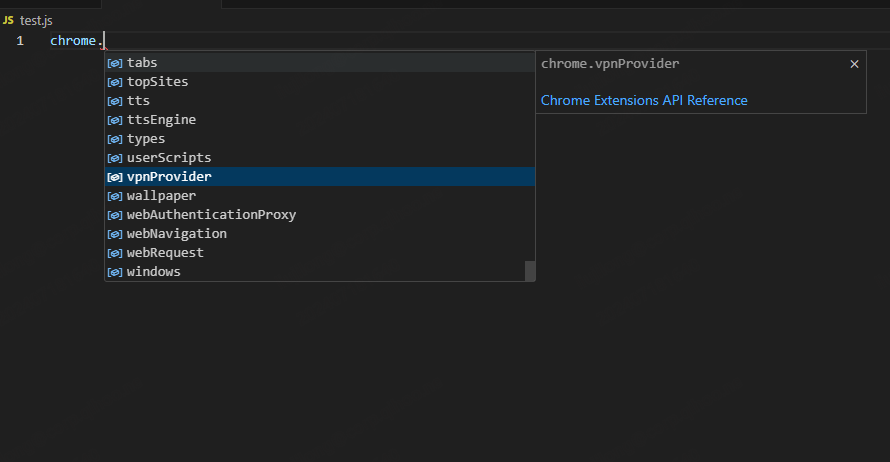 JS test.js
1 chrome.
tabs
topSites
tts
ttsEngine
types
userScripts
vpnProvider
wallpaper
webAuthenticationProxy
webNavigation
webRequest
windows
chrome.vpnProvider ×
Chrome Extensions API Reference